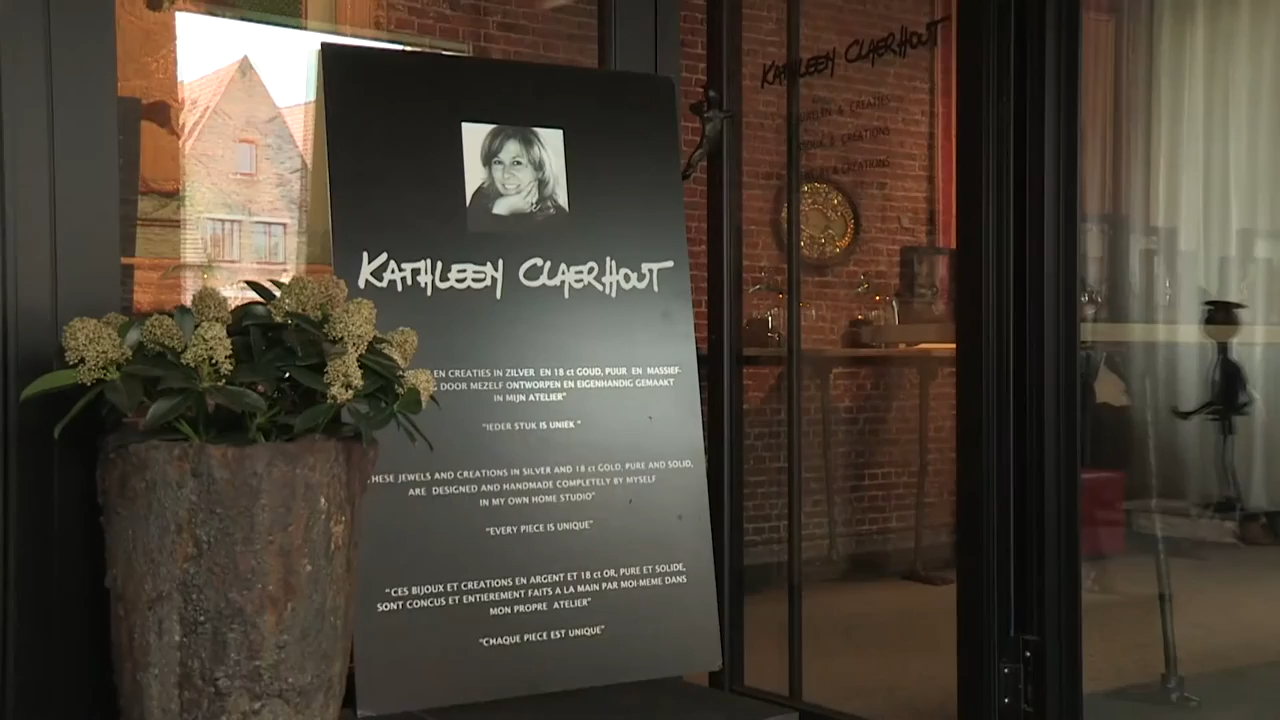 KATHLEEN CLAERHOUT
EN CREATIES IN ZILVER EN 18 ct GOUD, PUUR EN MASSIEF-
DOOR MEZELF ONTWORPEN EN EIGENHANDIG GEMAAKT
IN MIJN ATELIER"
"IEDER STUK IS UNIEK "
THESE JEWELS AND CREATIONS IN SILVER AND 18 ct GOLD, PURE AND SOLID,
ARE DESIGNED AND HANDMADE COMPLETELY BY MYSELF
IN MY OWN HOME STUDIO"
"EVERY PIECE IS UNIQUE"
"CES BIJOUX ET CREATIONS EN ARGENT ET 18 ct OR, PURE ET SOLIDE,
SONT CONCUS ET ENTIEREMENT FAITS A LA MAIN PAR MOI-MEME DANS
MON PROPRE ATELIER"
"CHAQUE PIECE EST UNIQUE"
KATHLEEN CLAERHOUT
& CREATIES
& CREATIONS
& CREATIONS